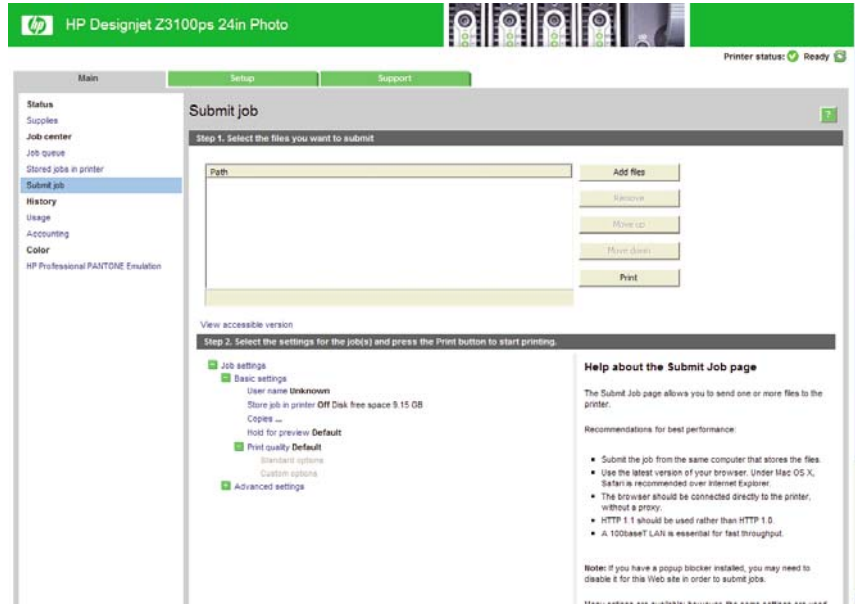 hp HP Designjet Z3100ps 24in Photo
Printer status: Ready
Main Setup Support
Status
Supplies
Job center
Job queue
Stored jobs in printer
Submit job
History
Usage
Accounting
Color
HP Professional PANTONE Emulation
Submit job
?
Step 1. Select the files you want to submit
Path
Add files
Remove
Move up
Move down
Print
View accessible version
Step 2. Select the settings for the job(s) and press the Print button to start printing.
Job settings
Basic settings
User name Unknown
Store job in printer Off Disk free space 9.15 GB
Copies ...
Hold for preview Default
Print quality Default
Standard options
Custom options
Advanced settings
Help about the Submit Job page
The Submit Job page allows you to send one or more files to the
printer.
Recommendations for best performance:
Submit the job from the same computer that stores the files.
Use the latest version of your browser. Under Mac OS X,
Safari is recommended over Internet Explorer.
The browser should be connected directly to the printer,
without a proxy.
HTTP 1.1 should be used rather than HTTP 1.0.
A 100baseT LAN is essential for fast throughput.
Note: If you have a popup blocker installed, you may need to
disable it for this Web site in order to submit jobs.